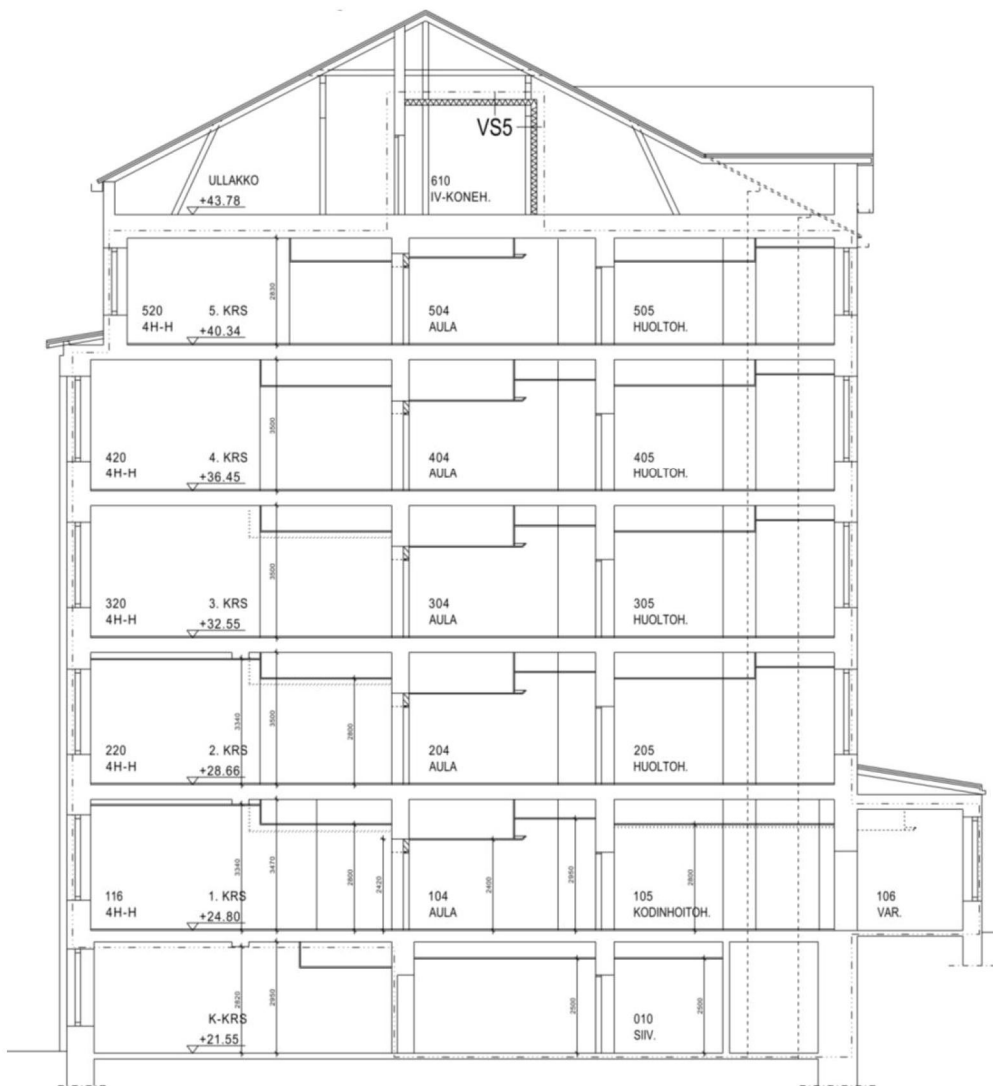 VS5
ULLAKKO
+43.78
610
IV-KONEH.
2830
520 5. KRS
4H-H +40.34
504
AULA
505
HUOLTOH.
3500
420 4. KRS
4H-H +36.45
404
AULA
405
HUOLTOH.
3500
320 3. KRS
4H-H +32.55
304
AULA
305
HUOLTOH.
3340
3500
2800
220 2. KRS
4H-H +28.66
204
AULA
205
HUOLTOH.
3340
3470
2800
2420
2400
2950
2800
116 1. KRS
4H-H +24.80
104
AULA
105
KODINHOITOH.
106
VAR.
2820
2950
2500
2500
K-KRS
+21.55
010
SIIV.